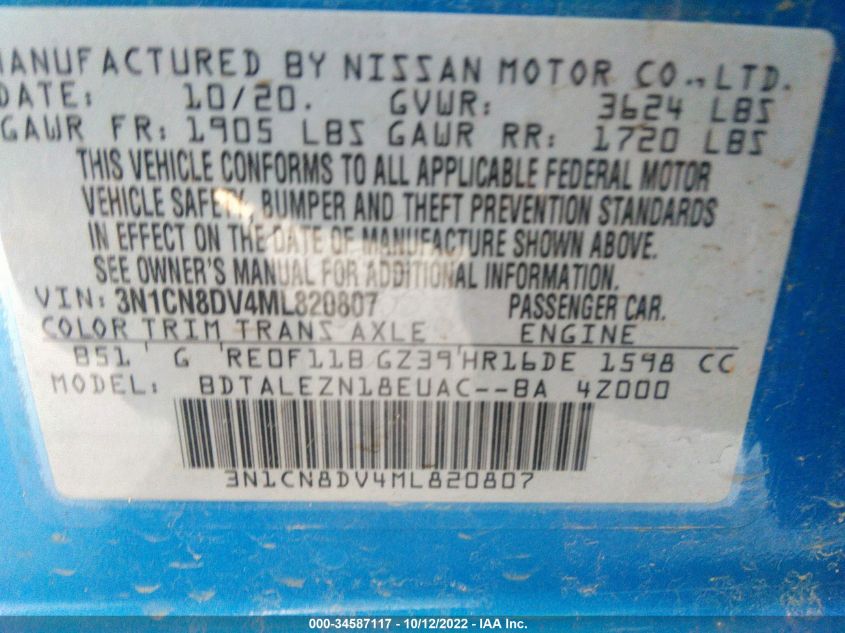 MANUFACTURED BY NISSAN MOTOR CO., LTD.
DATE: 10/20. GVWR: 3624 LBS
GAWR FR: 1905 LBS GAWR RR: 1720 LBS
THIS VEHICLE CONFORMS TO ALL APPLICABLE FEDERAL MOTOR
VEHICLE SAFETY, BUMPER AND THEFT PREVENTION STANDARDS
IN EFFECT ON THE DATE OF MANUFACTURE SHOWN ABOVE.
SEE OWNER'S MANUAL FOR ADDITIONAL INFORMATION.
VIN: 3N1CN8DV4ML820807 PASSENGER CAR.
COLOR TRIM TRANS AXLE ENGINE
B51 G RE0F11B GZ39 HR16DE 1598 CC
MODEL: BDTALEZN18EUAC--BA 4Z000
3N1CN8DV4ML820807
000-34587117 - 10/12/2022 - IAA Inc.